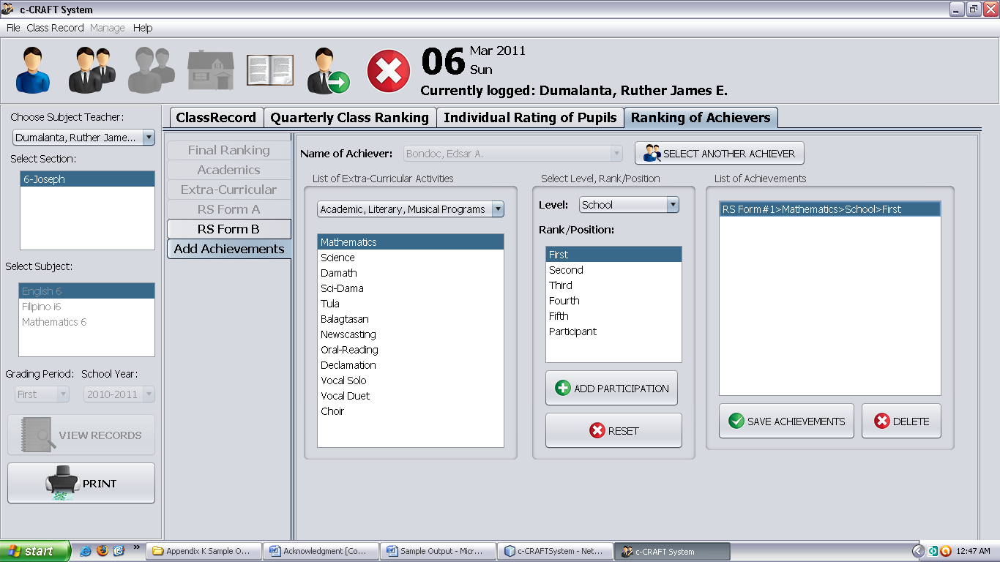 c-CRAFT System
File Class Record Manage Help
06
Mar 2011
Sun
Currently logged: Dumalanta, Ruther James E.
Choose Subject Teacher:
Dumalanta, Ruther Jame...
Select Section:
6-Joseph
Select Subject:
English 6
Filipino i6
Mathematics 6
Grading Period: School Year:
First 2010-2011
VIEW RECORDS
PRINT
ClassRecord Quarterly Class Ranking Individual Rating of Pupils Ranking of Achievers
Final Ranking
Academics
Extra-Curricular
RS Form A
RS Form B
Add Achievements
Name of Achiever: Bondoc, Edsar A. SELECT ANOTHER ACHIEVER
List of Extra-Curricular Activities
Academic, Literary, Musical Programs
Mathematics
Science
Damath
Sci-Dama
Tula
Balagtasan
Newscasting
Oral-Reading
Declamation
Vocal Solo
Vocal Duet
Choir
Select Level, Rank/Position
Level: School
Rank/Position:
First
Second
Third
Fourth
Fifth
Participant
ADD PARTICIPATION
RESET
List of Achievements
RS Form #1>Mathematics>School>First
SAVE ACHIEVEMENTS DELETE
start » Appendix K Sample O... Acknowledgment [Co... Sample Output - Micr... c-CRAFTSystem - Net... c-CRAFT System 12:47 AM